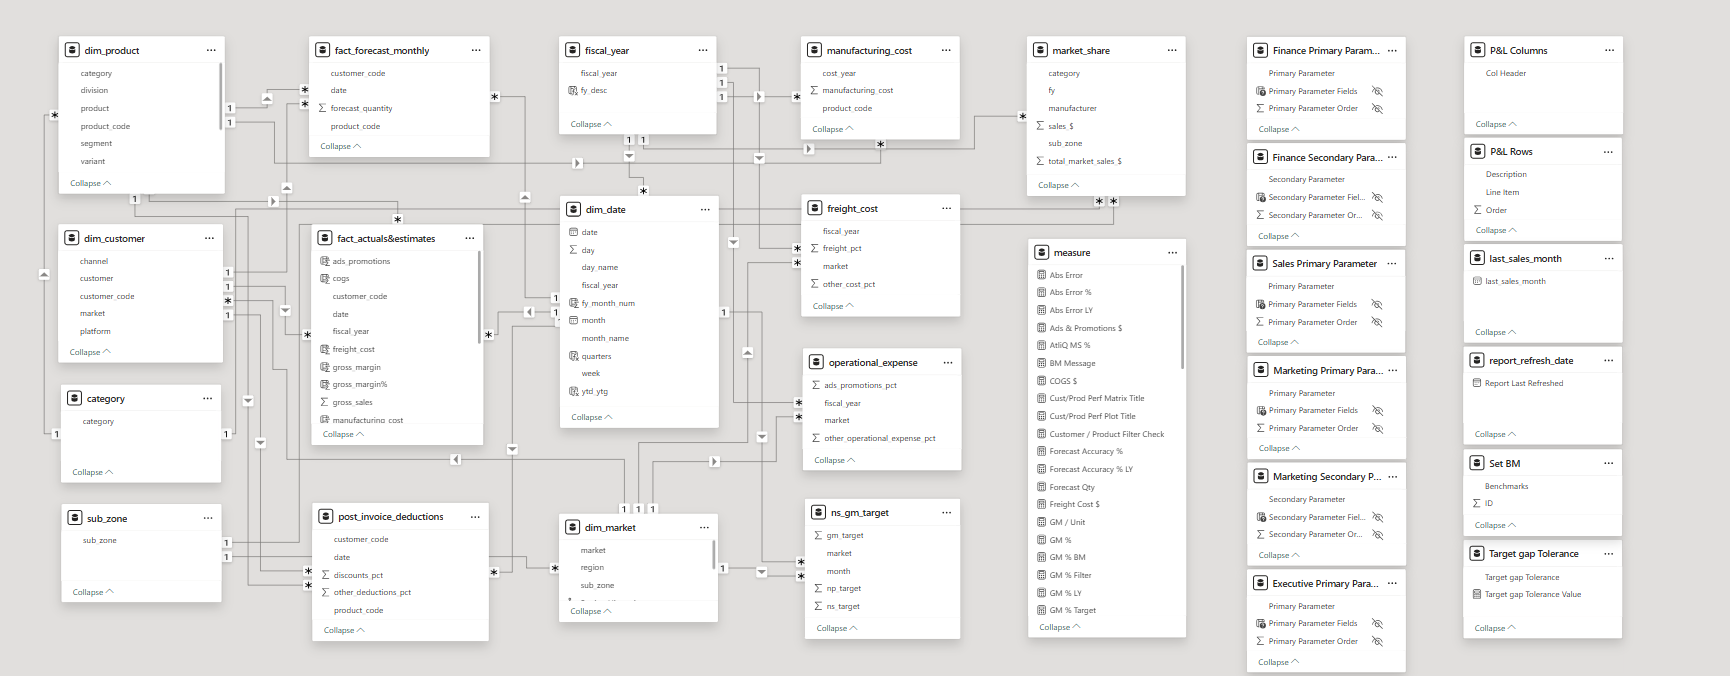 dim_product
category
division
product
product_code
segment
variant
Collapse
fact_forecast_monthly
customer_code
date
forecast_quantity
product_code
Collapse
fiscal_year
fiscal_year
fy_desc
Collapse
manufacturing_cost
cost_year
manufacturing_cost
product_code
Collapse
market_share
category
fy
manufacturer
sales_$
sub_zone
total_market_sales_$
Collapse
Finance Primary Param...
Primary Parameter
Primary Parameter Fields
Primary Parameter Order
Collapse
P&L Columns
Col Header
Collapse
Finance Secondary Para...
Secondary Parameter
Secondary Parameter Fiel...
Secondary Parameter Or...
Collapse
P&L Rows
Description
Line Item
Order
Collapse
dim_customer
channel
customer
customer_code
market
platform
Collapse
fact_actuals&estimates
ads_promotions
cogs
customer_code
date
fiscal_year
freight_cost
gross_margin
gross_margin%
gross_sales
manufacturing_cost
Collapse
dim_date
date
day
day_name
fiscal_year
fy_month_num
month
month_name
quarters
week
ytd_ytg
Collapse
freight_cost
fiscal_year
freight_pct
market
other_cost_pct
Collapse
measure
Abs Error
Abs Error %
Abs Error LY
Ads & Promotions $
AtliQ MS %
BM Message
COGS $
Cust/Prod Perf Matrix Title
Cust/Prod Perf Plot Title
Customer / Product Filter Check
Forecast Accuracy %
Forecast Accuracy % LY
Forecast Qty
Freight Cost $
GM / Unit
GM %
GM % BM
GM % Filter
GM % LY
GM % Target
Collapse
Sales Primary Parameter
Primary Parameter
Primary Parameter Fields
Primary Parameter Order
Collapse
last_sales_month
last_sales_month
Collapse
Marketing Primary Para...
Primary Parameter
Primary Parameter Fields
Primary Parameter Order
Collapse
report_refresh_date
Report Last Refreshed
Collapse
category
category
Collapse
operational_expense
ads_promotions_pct
fiscal_year
market
other_operational_expense_pct
Collapse
Marketing Secondary P...
Secondary Parameter
Secondary Parameter Fiel...
Secondary Parameter Or...
Collapse
Set BM
Benchmarks
ID
Collapse
sub_zone
sub_zone
Collapse
post_invoice_deductions
customer_code
date
discounts_pct
other_deductions_pct
product_code
Collapse
dim_market
market
region
sub_zone
Collapse
ns_gm_target
gm_target
market
month
np_target
ns_target
Collapse
Executive Primary Para...
Primary Parameter
Primary Parameter Fields
Primary Parameter Order
Collapse
Target gap Tolerance
Target gap Tolerance
Target gap Tolerance Value
Collapse